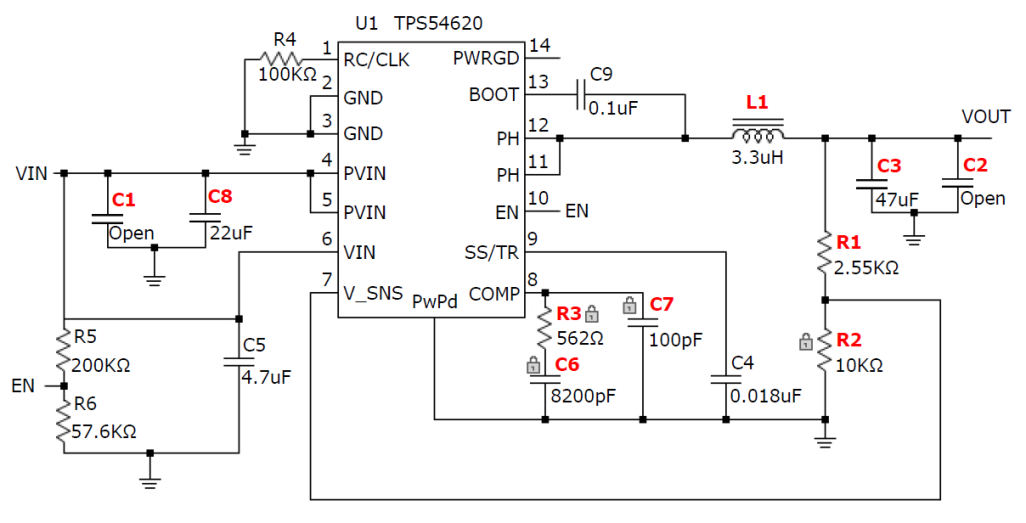 U1 TPS54620
R4
100KΩ
1 RC/CLK
2 GND
3 GND
4 PVIN
5 PVIN
6 VIN
7 V_SNS
PwPd
PWRGD 14
BOOT 13
PH 12
PH 11
EN 10 EN
SS/TR 9
COMP 8
C9
0.1uF
L1
3.3uH
VOUT
C3
47uF
C2
Open
R1
2.55KΩ
R2
10KΩ
VIN
C1
Open
C8
22uF
R5
200KΩ
EN
R6
57.6KΩ
C5
4.7uF
R3
562Ω
C6
8200pF
C7
100pF
C4
0.018uF